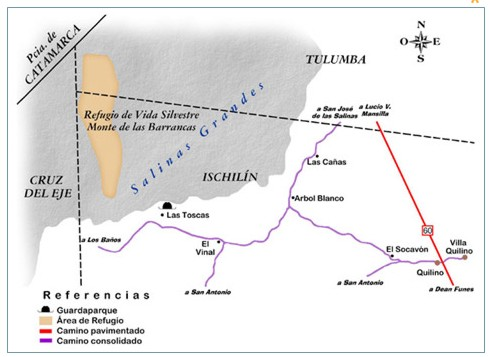 Pcia. de
CATAMARCA
N
O E
S
TULUMBA
a San José
de las Salinas
a Lucio V.
Mansilla
Refugio de Vida Silvestre
Monte de las Barrancas
Salinas Grandes
Las Cañas
CRUZ
DEL EJE
ISCHILÍN
Arbol Blanco
Las Toscas
60
Villa
Quilino
a Los Baños
El
Vinal
El Socavón
Quilino
a San Antonio
a San Antonio
a Dean Funes
Referencias
Guardaparque
Área de Refugio
Camino pavimentado
Camino consolidado